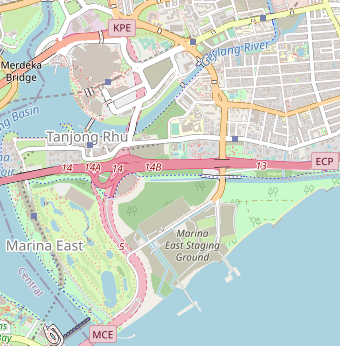 KPE
Geylang River
Merdeka
Bridge
Basin
Tanjong Rhu
14
14A
14
14B
13
ECP
5
Marina East
Marina
East Staging
Ground
Central
Bay
MCE